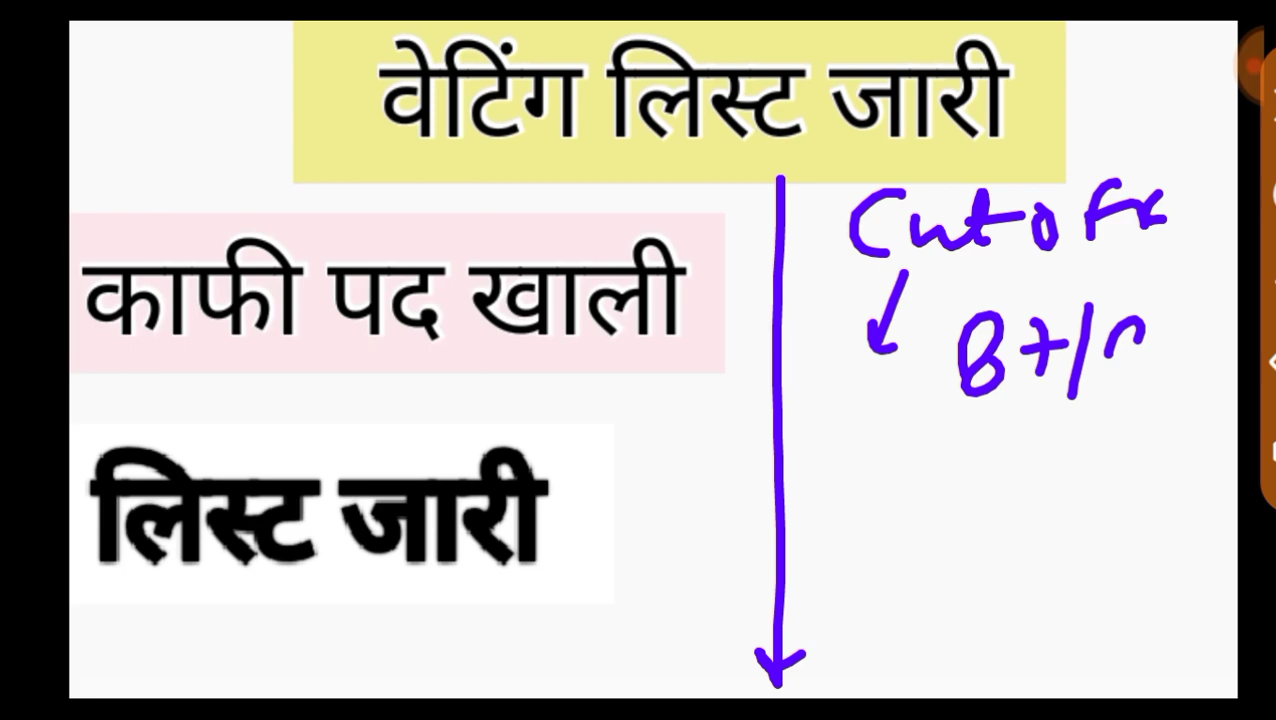 वेटिंग लिस्ट जारी
Cutoff
काफी पद खाली
लिस्ट जारी